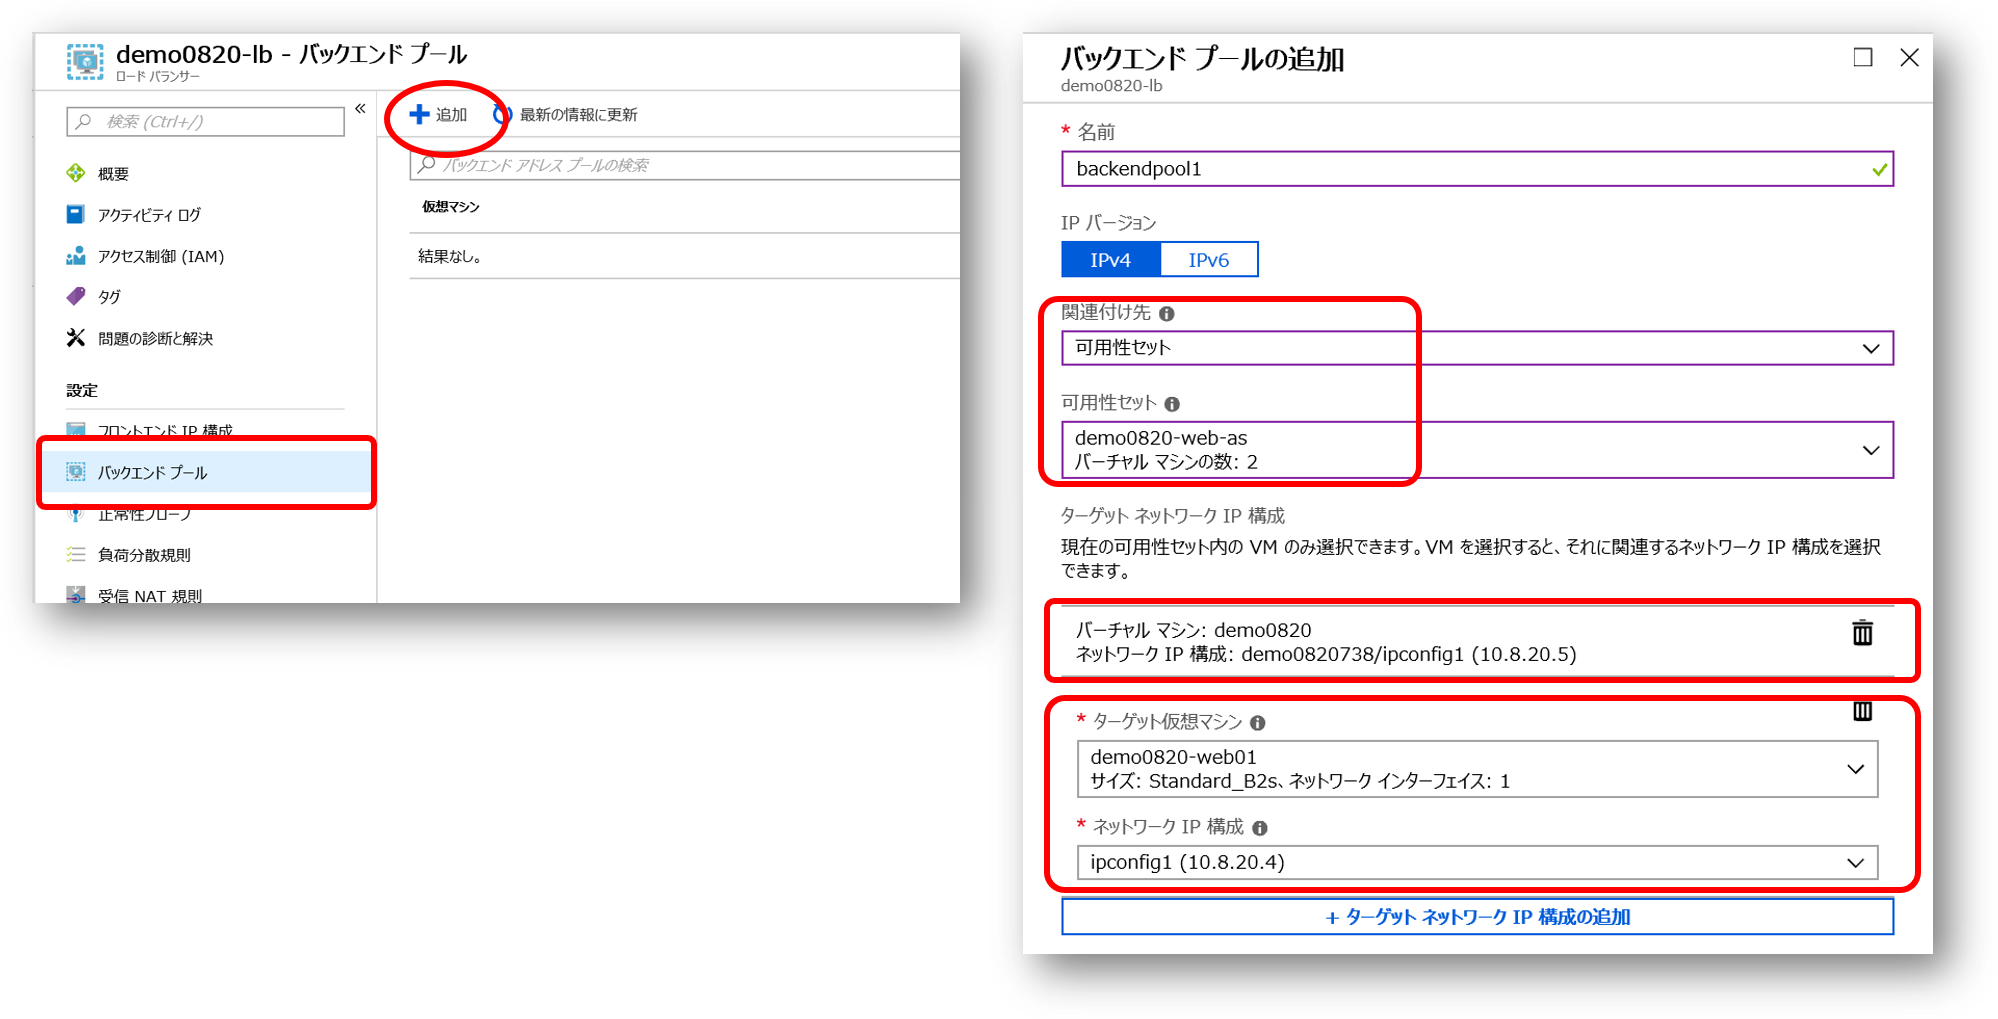 demo0820-lb - バックエンド プール
ロード バランサー
検索 (Ctrl+/)
«
概要
アクティビティ ログ
アクセス制御 (IAM)
タグ
問題の診断と解決
設定
フロントエンド IP 構成
バックエンド プール
正常性プローブ
負荷分散規則
受信 NAT 規則
追加
最新の情報に更新
バックエンド アドレス プールの検索
仮想マシン
結果なし。
バックエンド プールの追加
demo0820-lb
* 名前
backendpool1
IP バージョン
IPv4 IPv6
関連付け先
可用性セット
可用性セット
demo0820-web-as
バーチャル マシンの数: 2
ターゲット ネットワーク IP 構成
現在の可用性セット内の VM のみ選択できます。VM を選択すると、それに関連するネットワーク IP 構成を選択
できます。
バーチャル マシン: demo0820
ネットワーク IP 構成: demo0820738/ipconfig1 (10.8.20.5)
* ターゲット仮想マシン
demo0820-web01
サイズ: Standard_B2s、ネットワーク インターフェイス: 1
* ネットワーク IP 構成
ipconfig1 (10.8.20.4)
+ ターゲット ネットワーク IP 構成の追加